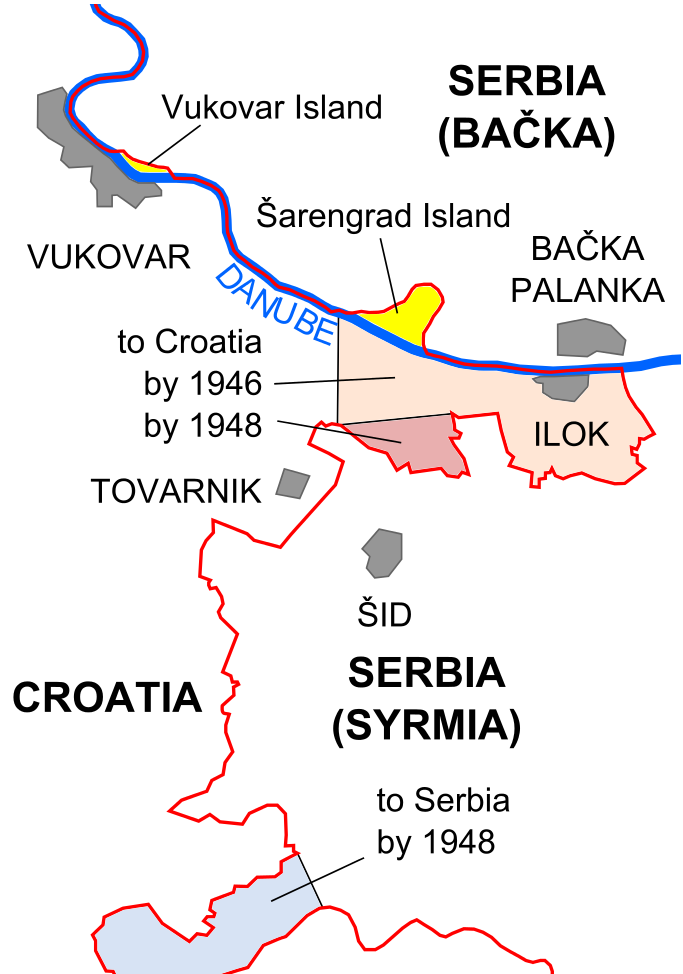 SERBIA
(BAČKA)
Vukovar Island
Šarengrad Island
VUKOVAR
BAČKA
PALANKA
DANUBE
to Croatia
by 1946
by 1948
ILOK
TOVARNIK
ŠID
SERBIA
(SYRMIA)
CROATIA
to Serbia
by 1948